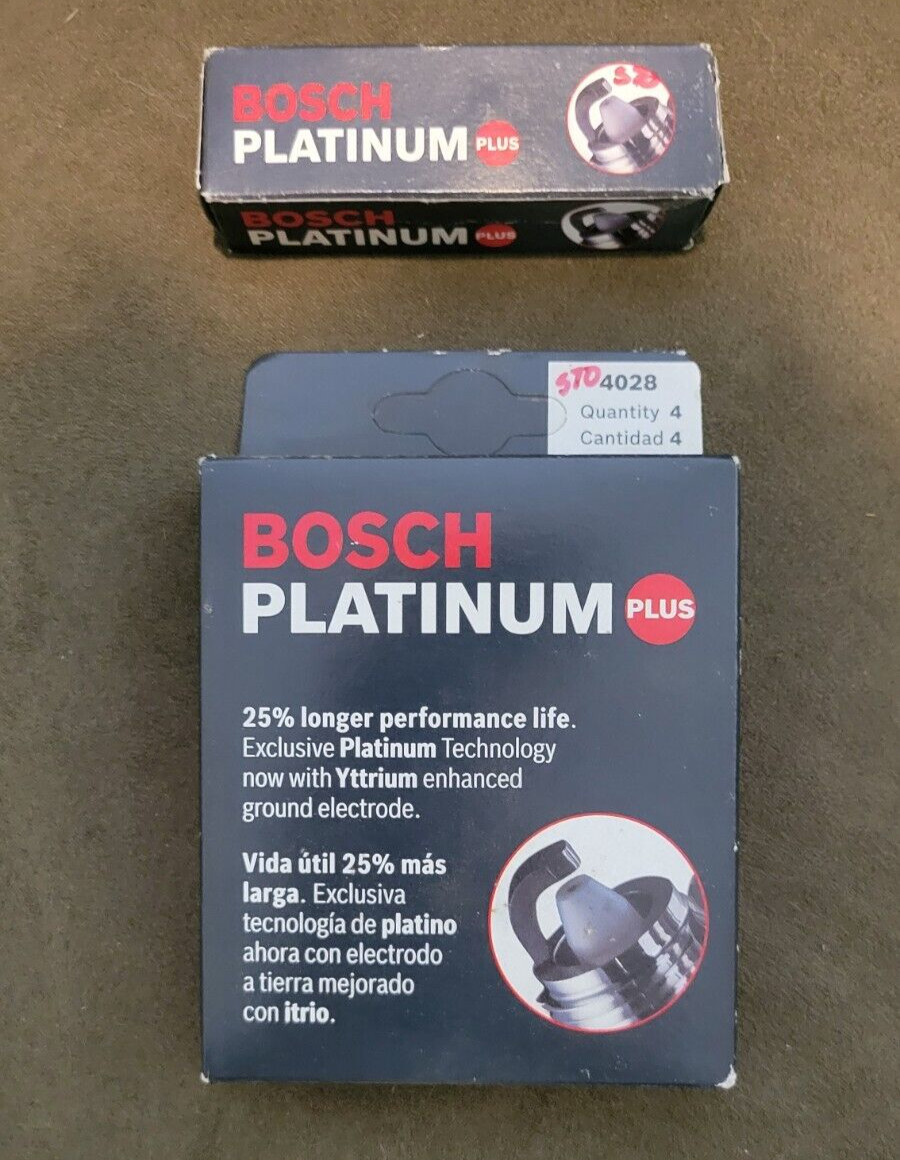 BOSCH
PLATINUM PLUS
BOSCH
PLATINUM PLUS
STD 4028
Quantity 4
Cantidad 4
BOSCH
PLATINUM PLUS
25% longer performance life.
Exclusive Platinum Technology
now with Yttrium enhanced
ground electrode.
Vida útil 25% más
larga. Exclusiva
tecnología de platino
ahora con electrodo
a tierra mejorado
con itrio.